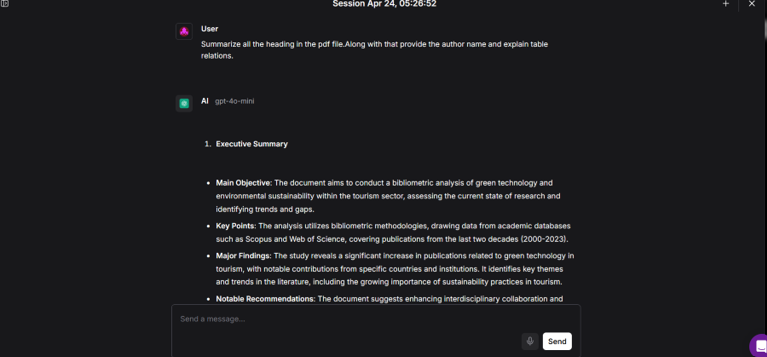 Session Apr 24, 05:26:52
User
Summarize all the heading in the pdf file.Along with that provide the author name and explain table
relations.
AI gpt-4o-mini
1. Executive Summary
• Main Objective: The document aims to conduct a bibliometric analysis of green technology and
environmental sustainability within the tourism sector, assessing the current state of research and
identifying trends and gaps.
• Key Points: The analysis utilizes bibliometric methodologies, drawing data from academic databases
such as Scopus and Web of Science, covering publications from the last two decades (2000-2023).
• Major Findings: The study reveals a significant increase in publications related to green technology in
tourism, with notable contributions from specific countries and institutions. It identifies key themes
and trends in the literature, including the growing importance of sustainability practices in tourism.
• Notable Recommendations: The document suggests enhancing interdisciplinary collaboration and
Send a message...
Send